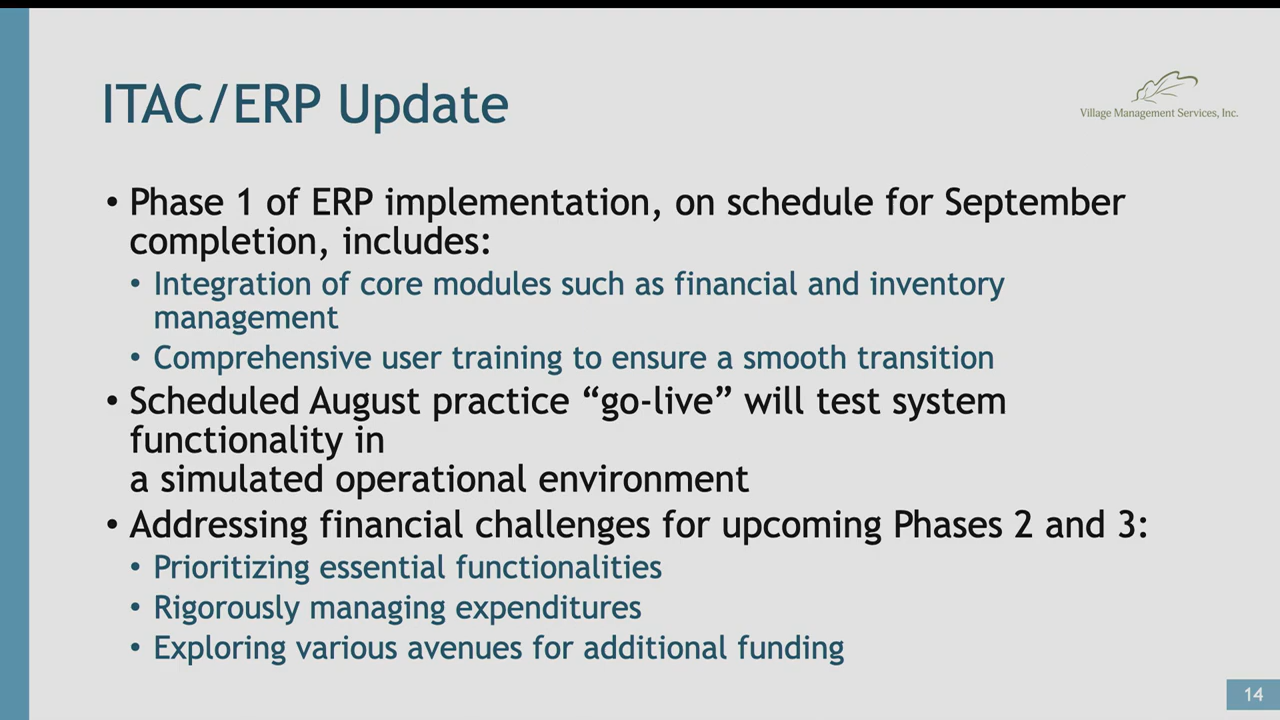 ITAC/ERP Update
Village Management Services, Inc.
• Phase 1 of ERP implementation, on schedule for September
completion, includes:
• Integration of core modules such as financial and inventory
management
• Comprehensive user training to ensure a smooth transition
• Scheduled August practice “go-live” will test system
functionality in
a simulated operational environment
• Addressing financial challenges for upcoming Phases 2 and 3:
• Prioritizing essential functionalities
• Rigorously managing expenditures
• Exploring various avenues for additional funding
14